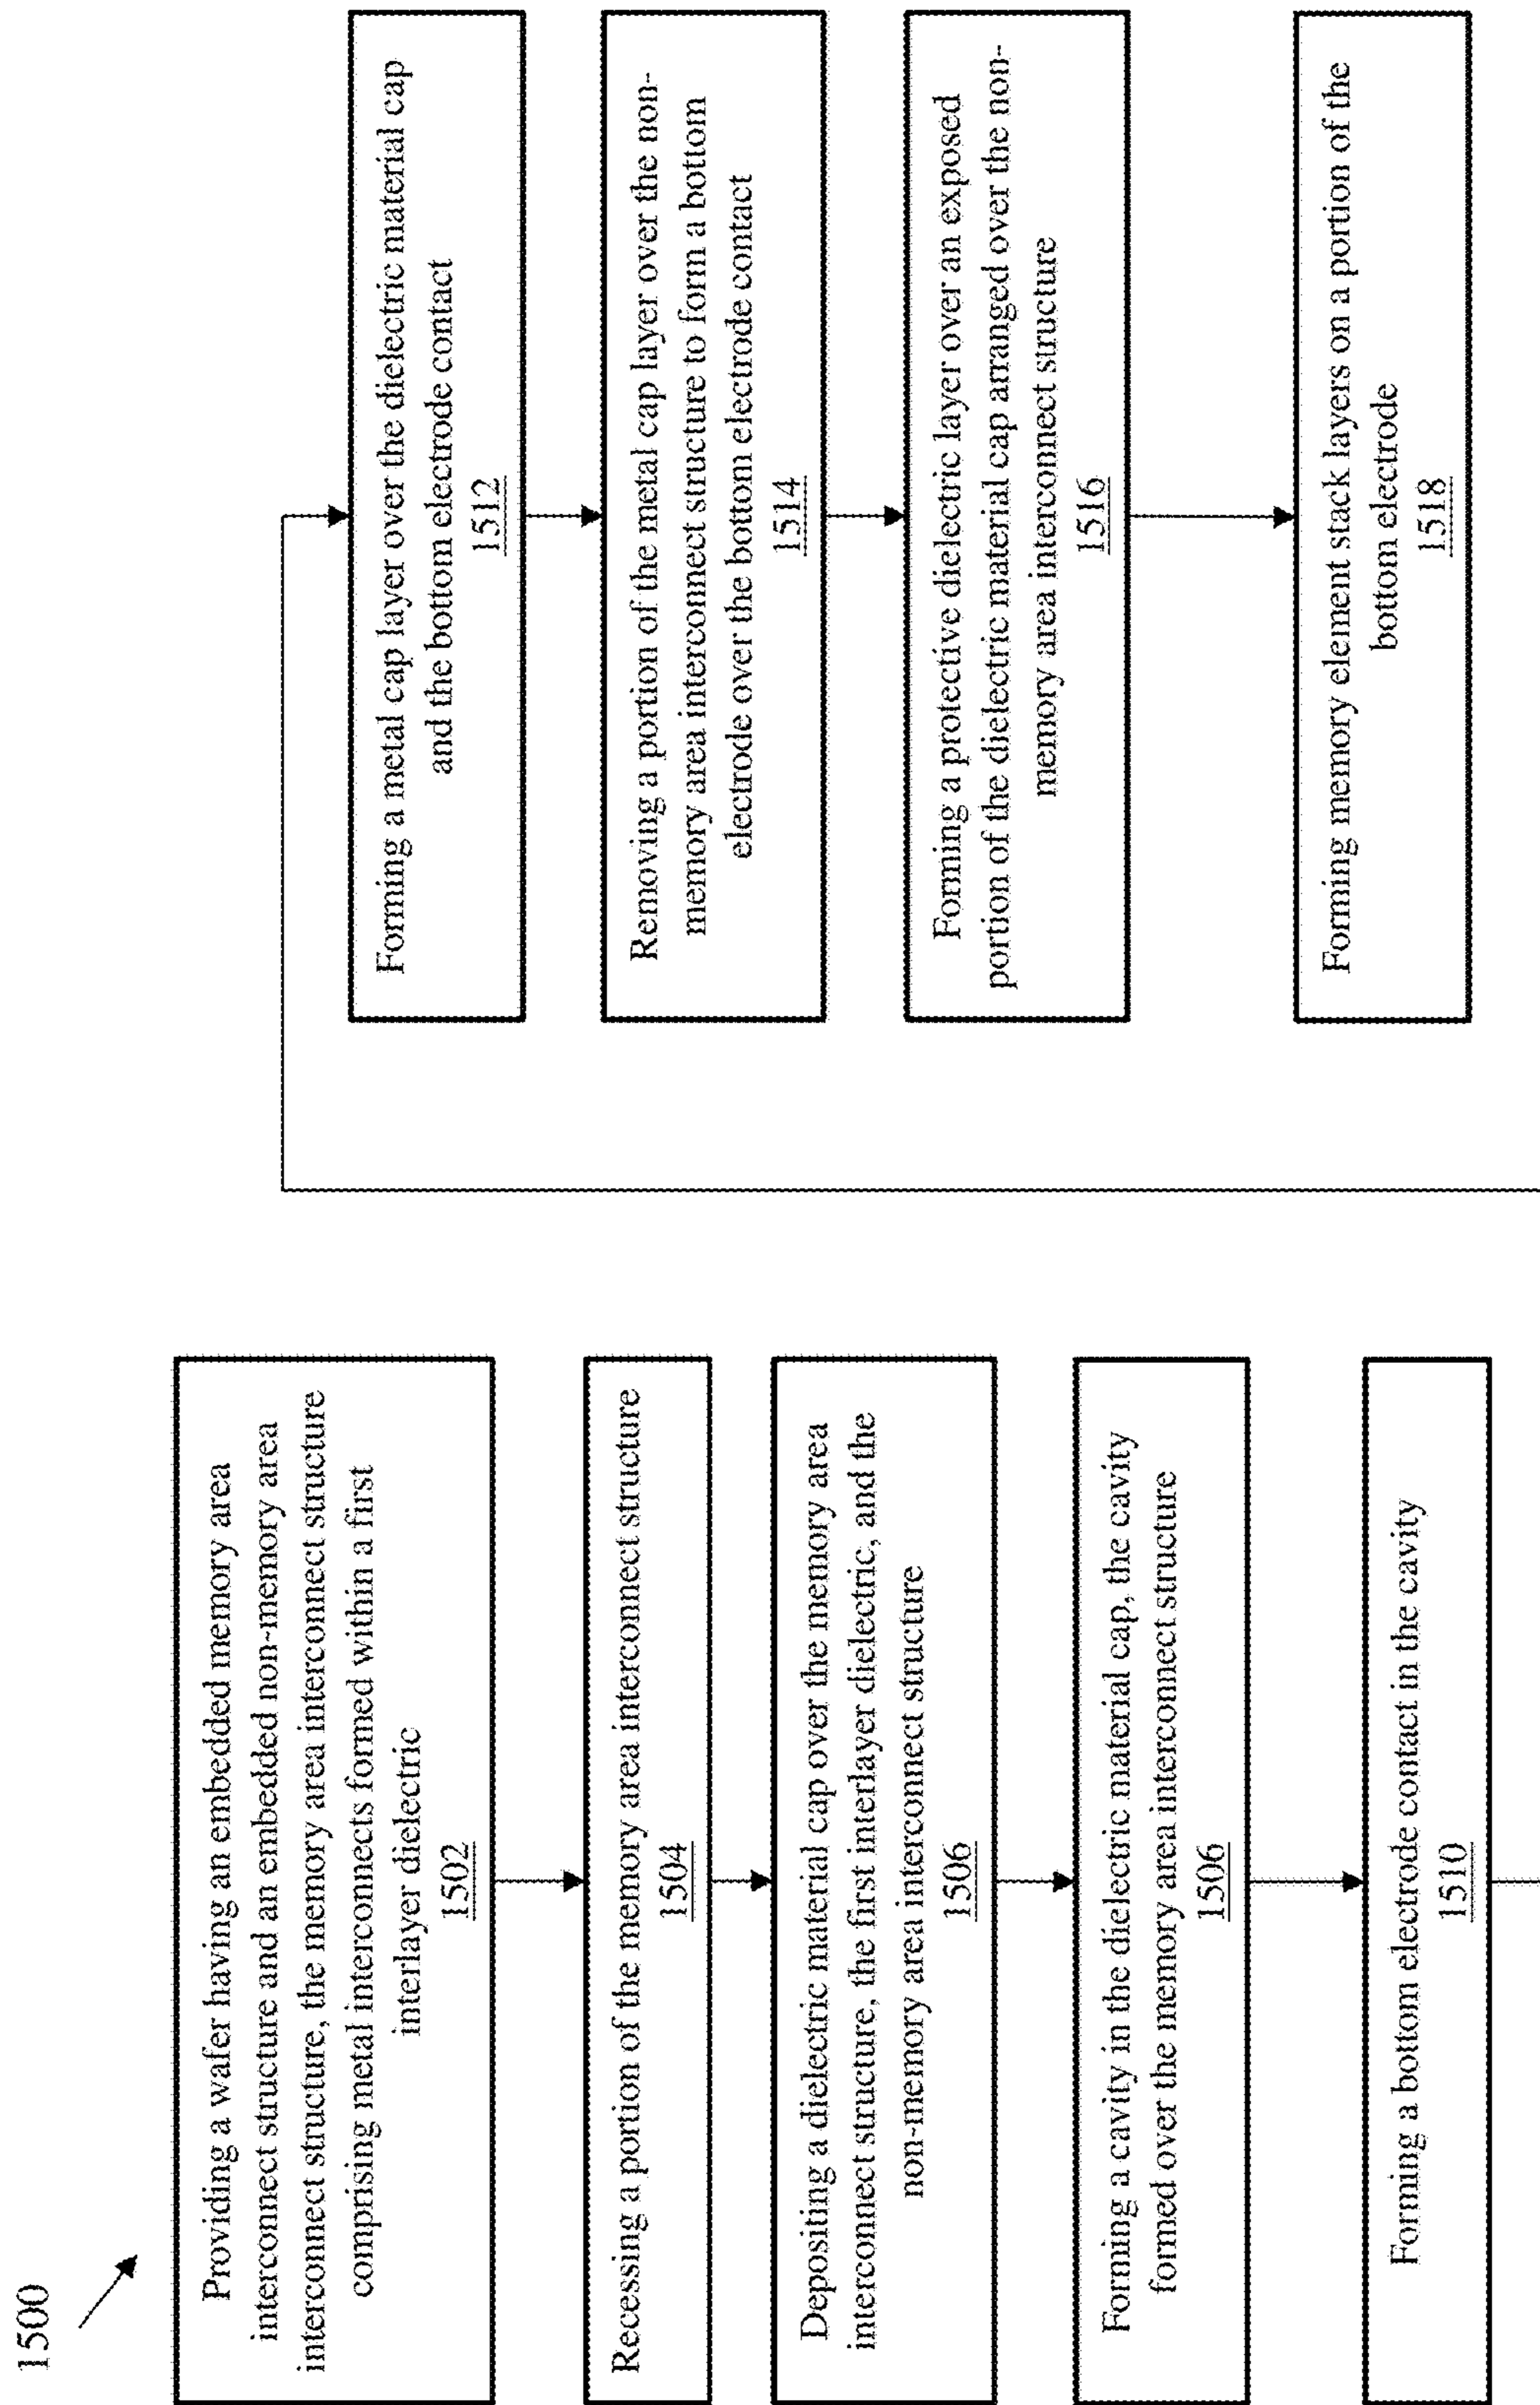 1500
Providing a wafer having an embedded memory area
interconnect structure and an embedded non-memory area
interconnect structure, the memory area interconnect structure
comprising metal interconnects formed within a first
interlayer dielectric
1502
Recessing a portion of the memory area interconnect structure
1504
Depositing a dielectric material cap over the memory area
interconnect structure, the first interlayer dielectric, and the
non-memory area interconnect structure
1506
Forming a cavity in the dielectric material cap, the cavity
formed over the memory area interconnect structure
1506
Forming a bottom electrode contact in the cavity
1510
Forming a metal cap layer over the dielectric material cap
and the bottom electrode contact
1512
Removing a portion of the metal cap layer over the non-
memory area interconnect structure to form a bottom
electrode over the bottom electrode contact
1514
Forming a protective dielectric layer over an exposed
portion of the dielectric material cap arranged over the non-
memory area interconnect structure
1516
Forming memory element stack layers on a portion of the
bottom electrode
1518